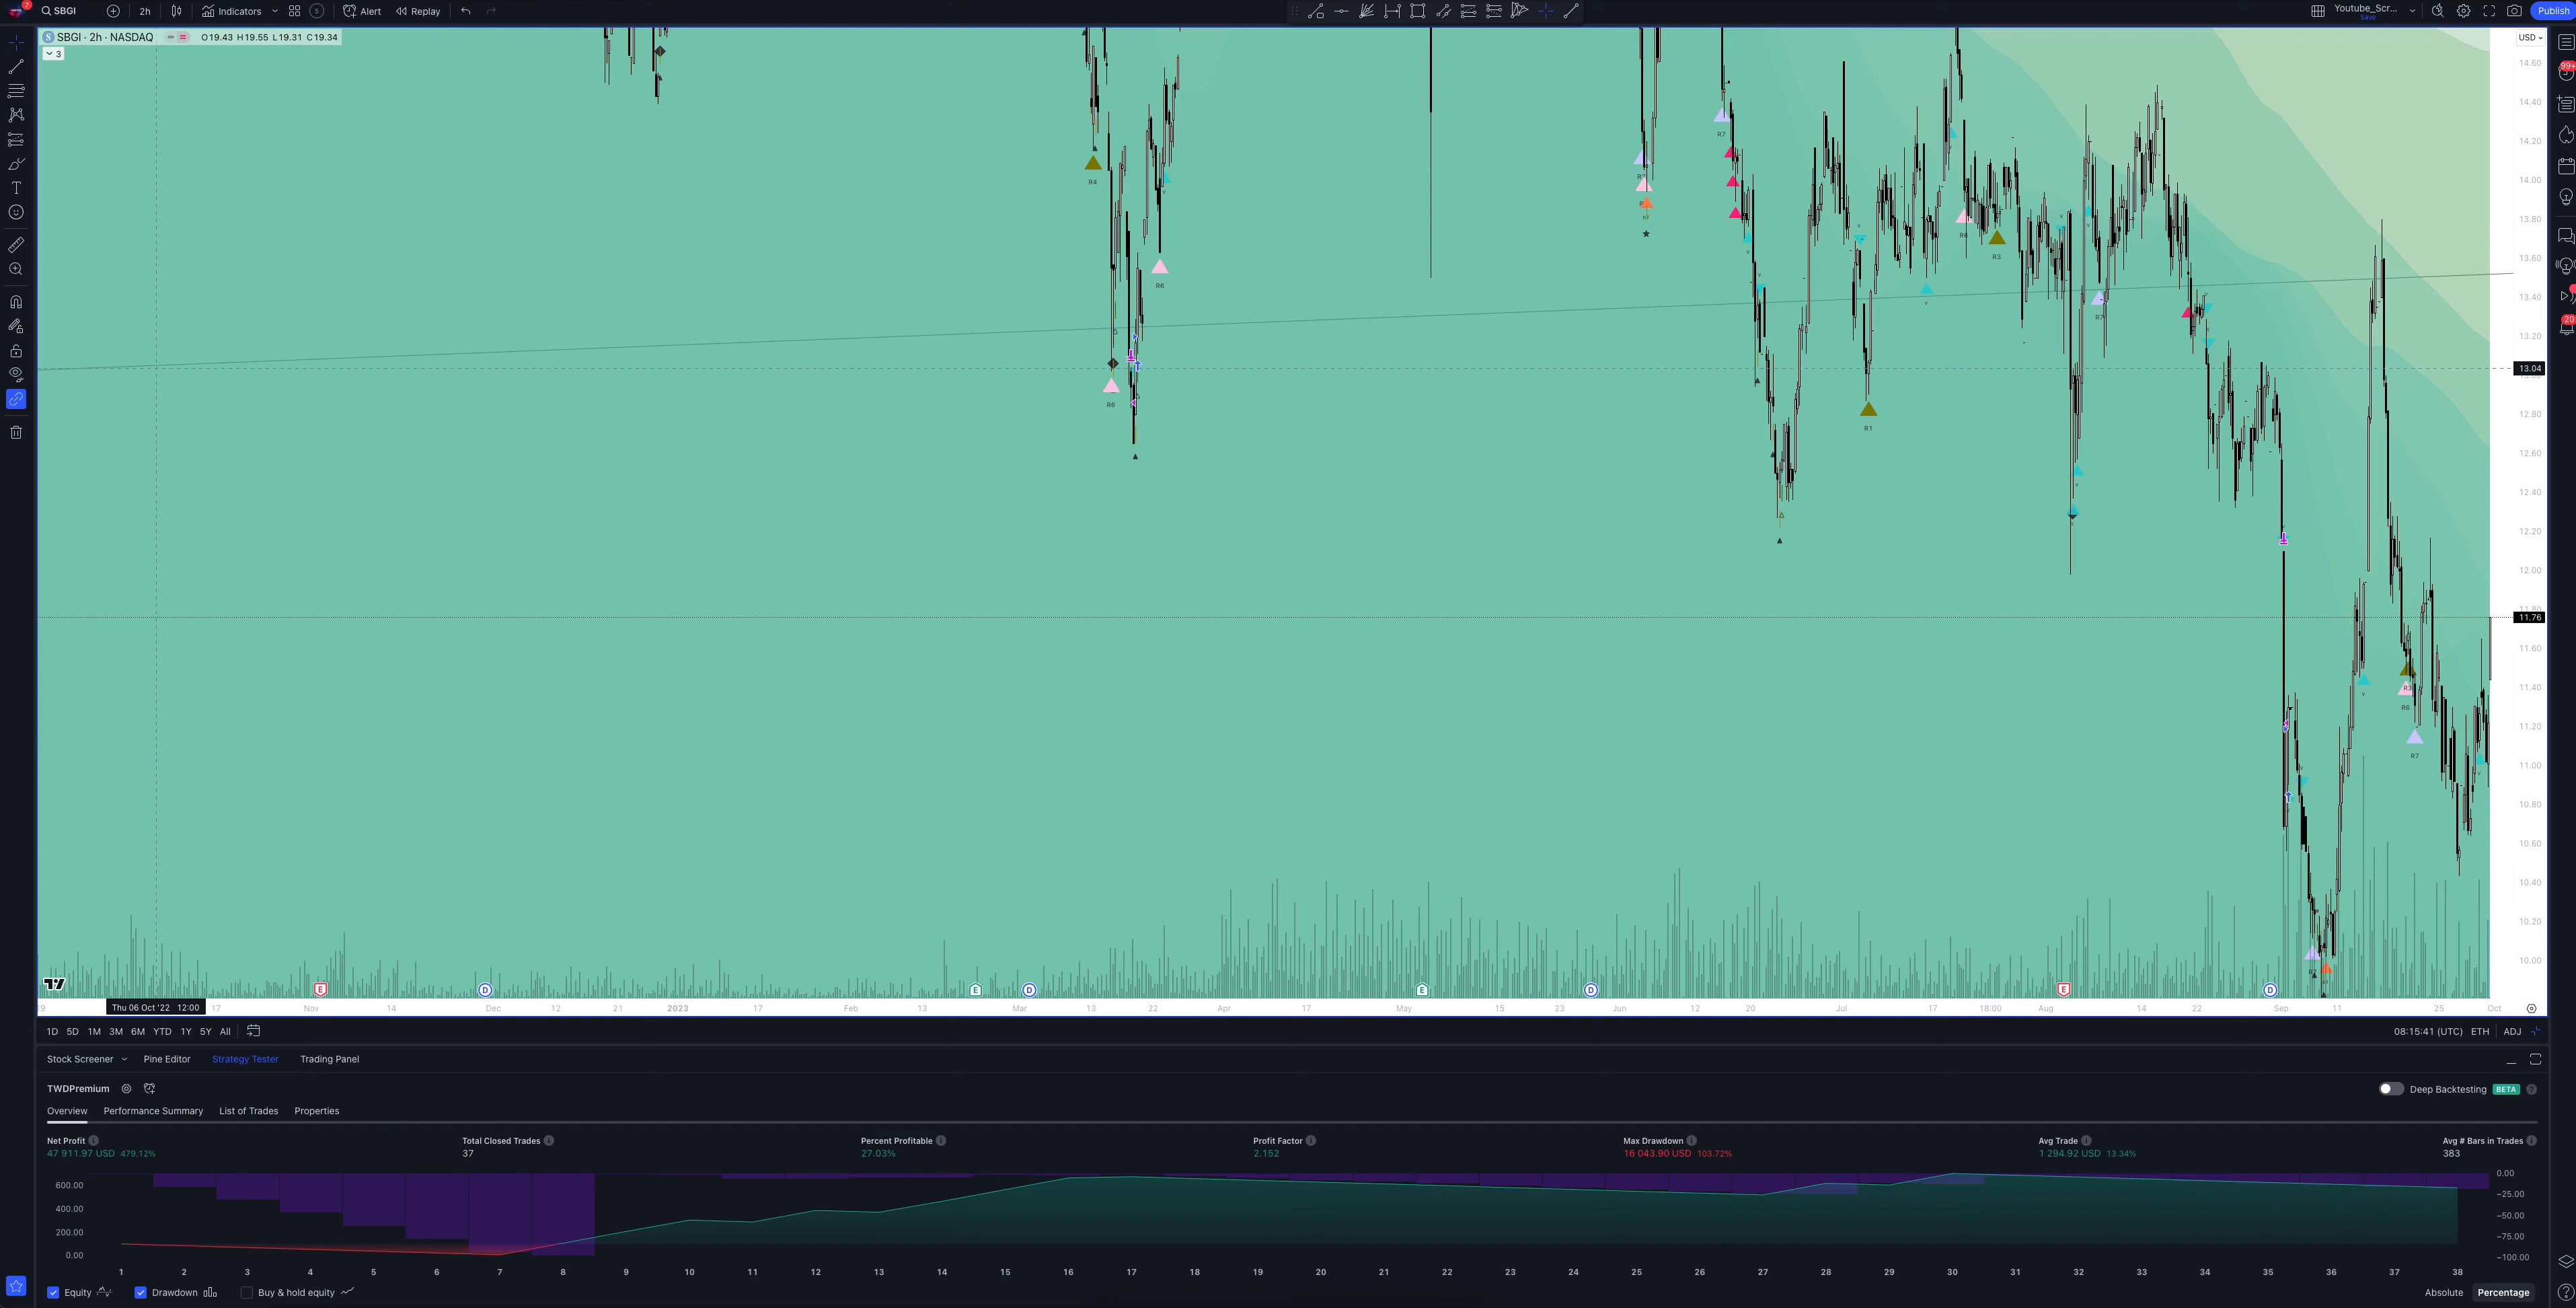 7
SBGI
2h
Indicators
5
Alert
Replay
Youtube_Scr...
Save
Publish
SBGI · 2h · NASDAQ O19.43 H19.55 L19.31 C19.34
3
USD
14.60
14.40
14.20
14.00
13.80
13.60
13.40
13.20
13.04
12.80
12.60
12.40
12.20
12.00
11.76
11.60
11.40
11.20
11.00
10.80
10.60
10.40
10.20
10.00
99+
20
R4
R6
R6
R7
R1
R6
R3
R7
R6
R7
E
D
E
D
E
D
E
D
Thu 06 Oct '22 12:00
17
Nov
14
Dec
12
21
2023
17
Feb
13
Mar
13
22
Apr
17
May
15
23
Jun
12
20
Jul
17
18:00
Aug
14
22
Sep
11
25
Oct
1D 5D 1M 3M 6M YTD 1Y 5Y All
08:15:41 (UTC) ETH ADJ
Stock Screener Pine Editor Strategy Tester Trading Panel
TWDPremium
Deep Backtesting BETA
Overview Performance Summary List of Trades Properties
Net Profit Total Closed Trades Percent Profitable Profit Factor Max Drawdown Avg Trade Avg # Bars in Trades
47 911.97 USD 479.12% 37 27.03% 2.152 16 043.90 USD 103.72% 1 294.92 USD 13.34% 383
600.00
400.00
200.00
0.00
0.00
−25.00
−50.00
−75.00
−100.00
1 2 3 4 5 6 7 8 9 10 11 12 13 14 15 16 17 18 19 20 21 22 23 24 25 26 27 28 29 30 31 32 33 34 35 36 37 38
Equity Drawdown Buy & hold equity
Absolute Percentage